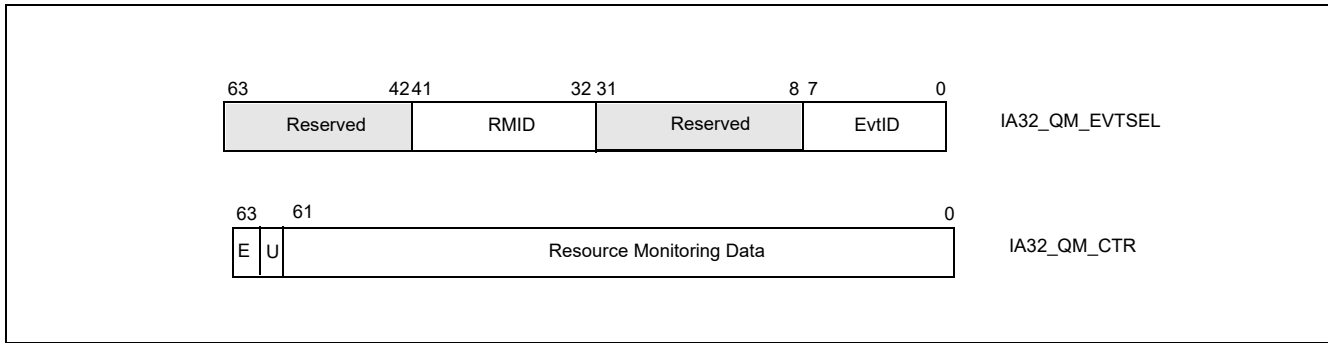 63 4241 32 31 8 7 0
Reserved RMID Reserved EvtID IA32_QM_EVTSEL
63 61 0
E U Resource Monitoring Data IA32_QM_CTR